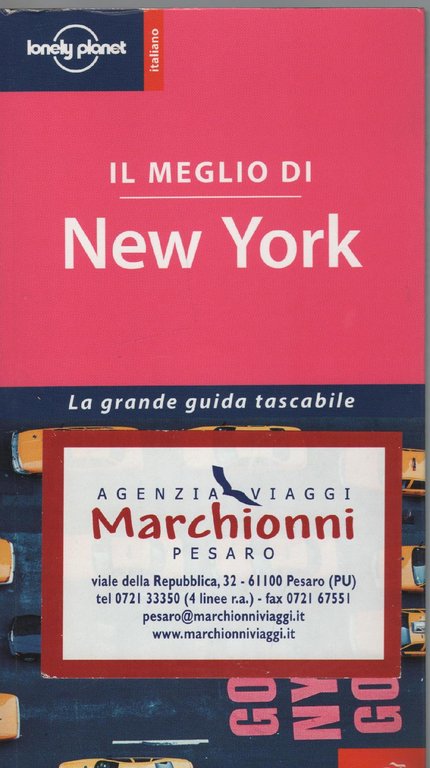 lonely planet
italiano
IL MEGLIO DI
New York
La grande guida tascabile
AGENZIA VIAGGI
Marchionni
PESARO
viale della Repubblica, 32 - 61100 Pesaro (PU)
tel 0721 33350 (4 linee r.a.) - fax 0721 67551
pesaro@marchionniviaggi.it
www.marchionniviaggi.it
GO
NY
GO